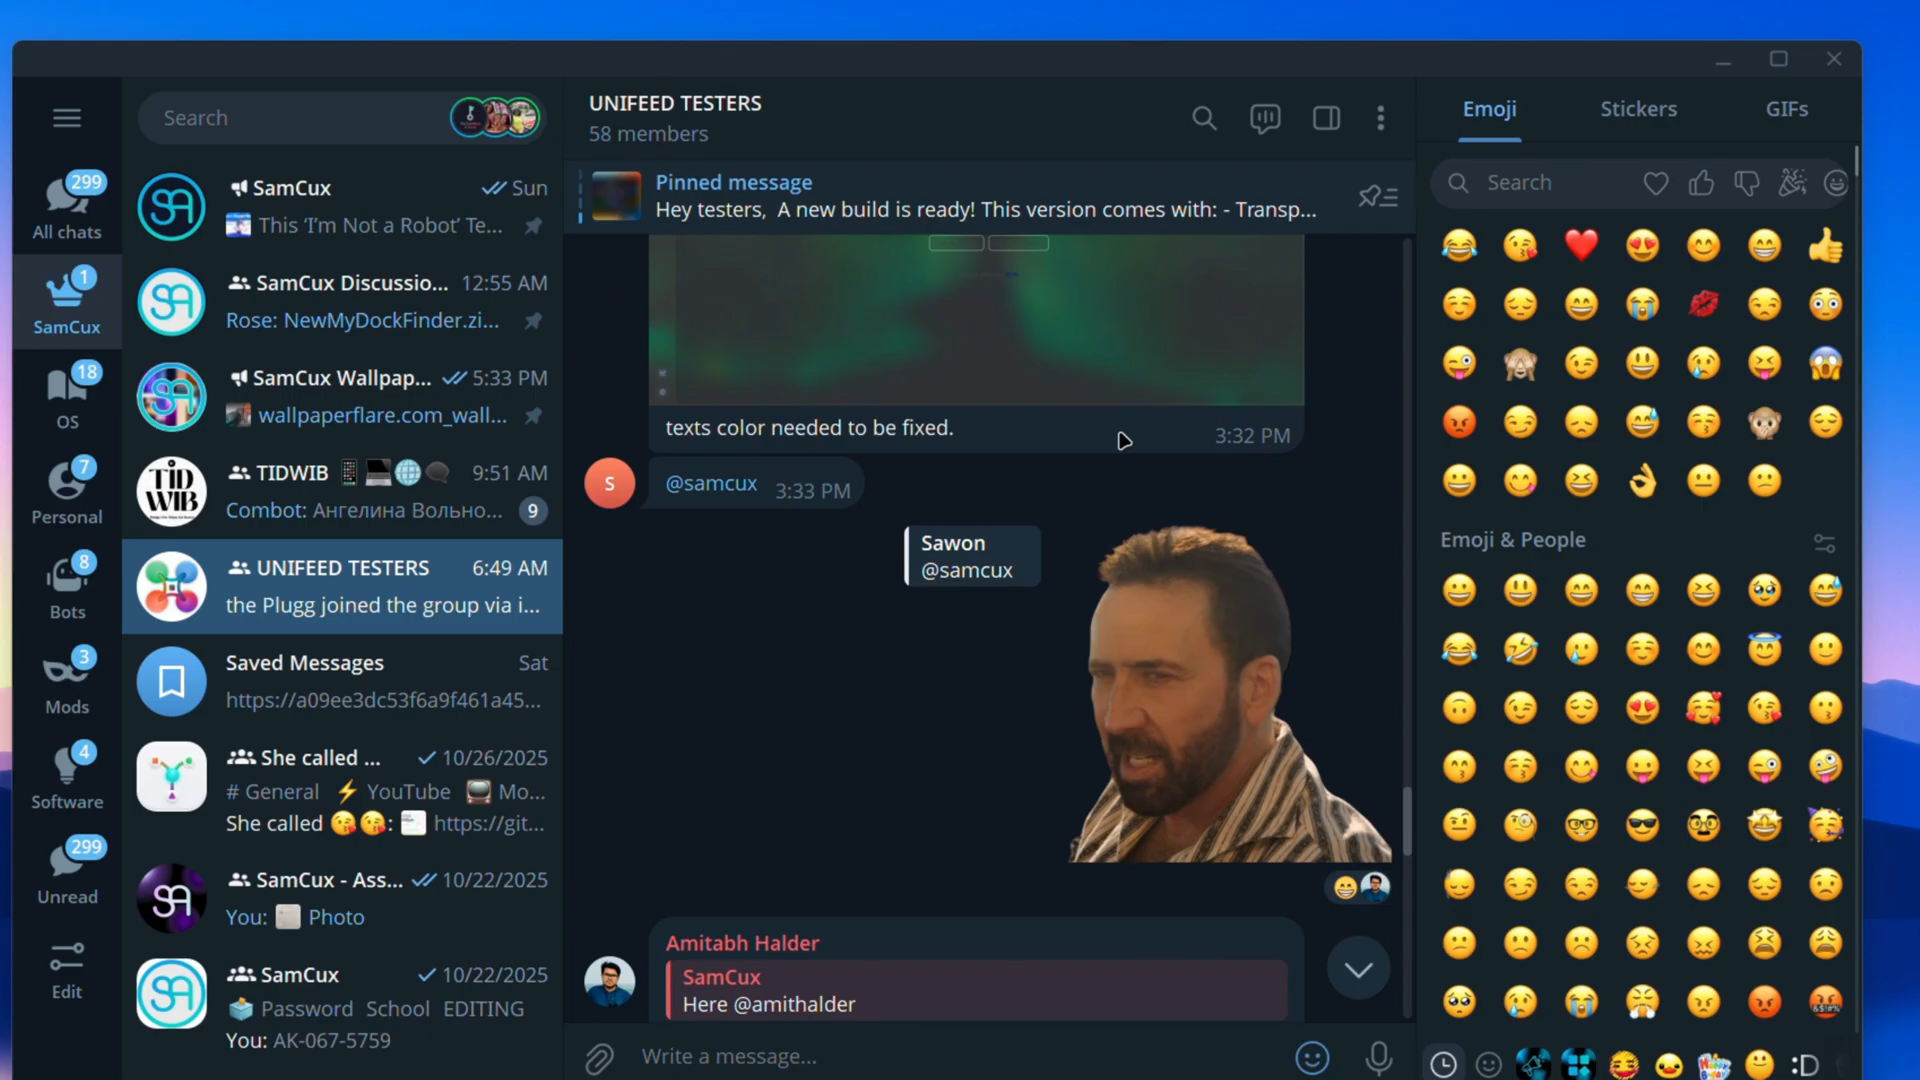 299
All chats
1
SamCux
18
OS
7
Personal
8
Bots
3
Mods
4
Software
299
Unread
Edit
Search
SamCux
Sun
This ‘I’m Not a Robot’ Te...
SamCux Discussio...
12:55 AM
Rose: NewMyDockFinder.zi...
SamCux Wallpap...
5:33 PM
wallpaperflare.com_wall...
TID
WIB
TIDWIB
9:51 AM
Combot: Ангелина Вольно...
9
UNIFEED TESTERS
6:49 AM
the Plugg joined the group via i...
Saved Messages
Sat
https://a09ee3dc53f6a9f461a45...
She called ...
10/26/2025
# General ⚡ YouTube 📺 Mo...
She called 😘😘: https://git...
SamCux - Ass...
10/22/2025
You: Photo
SamCux
10/22/2025
Password School EDITING
You: AK-067-5759
UNIFEED TESTERS
58 members
Pinned message
Hey testers, A new build is ready! This version comes with: - Transp...
texts color needed to be fixed.
3:32 PM
S
@samcux
3:33 PM
Sawon
@samcux
Amitabh Halder
SamCux
Here @amithalder
Write a message...
Emoji
Stickers
GIFs
Search
Emoji & People
:D